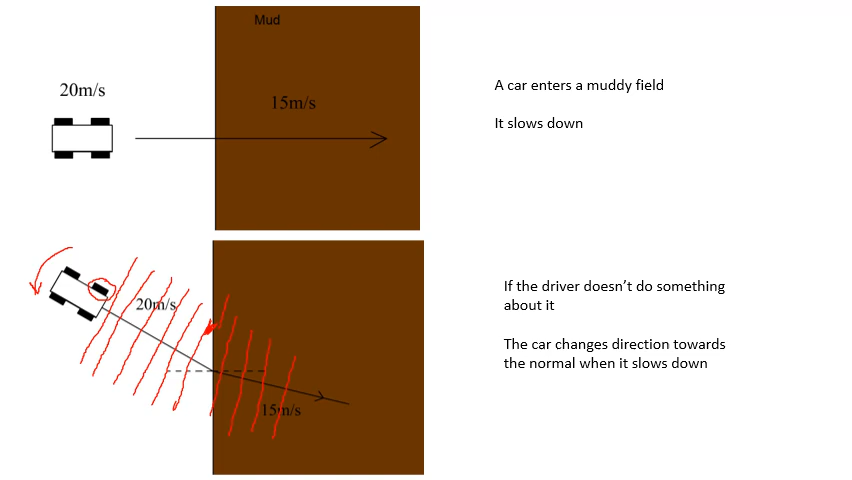 Mud
20m/s
15m/s
A car enters a muddy field
It slows down
20m/s
15m/s
If the driver doesn’t do something
about it
The car changes direction towards
the normal when it slows down